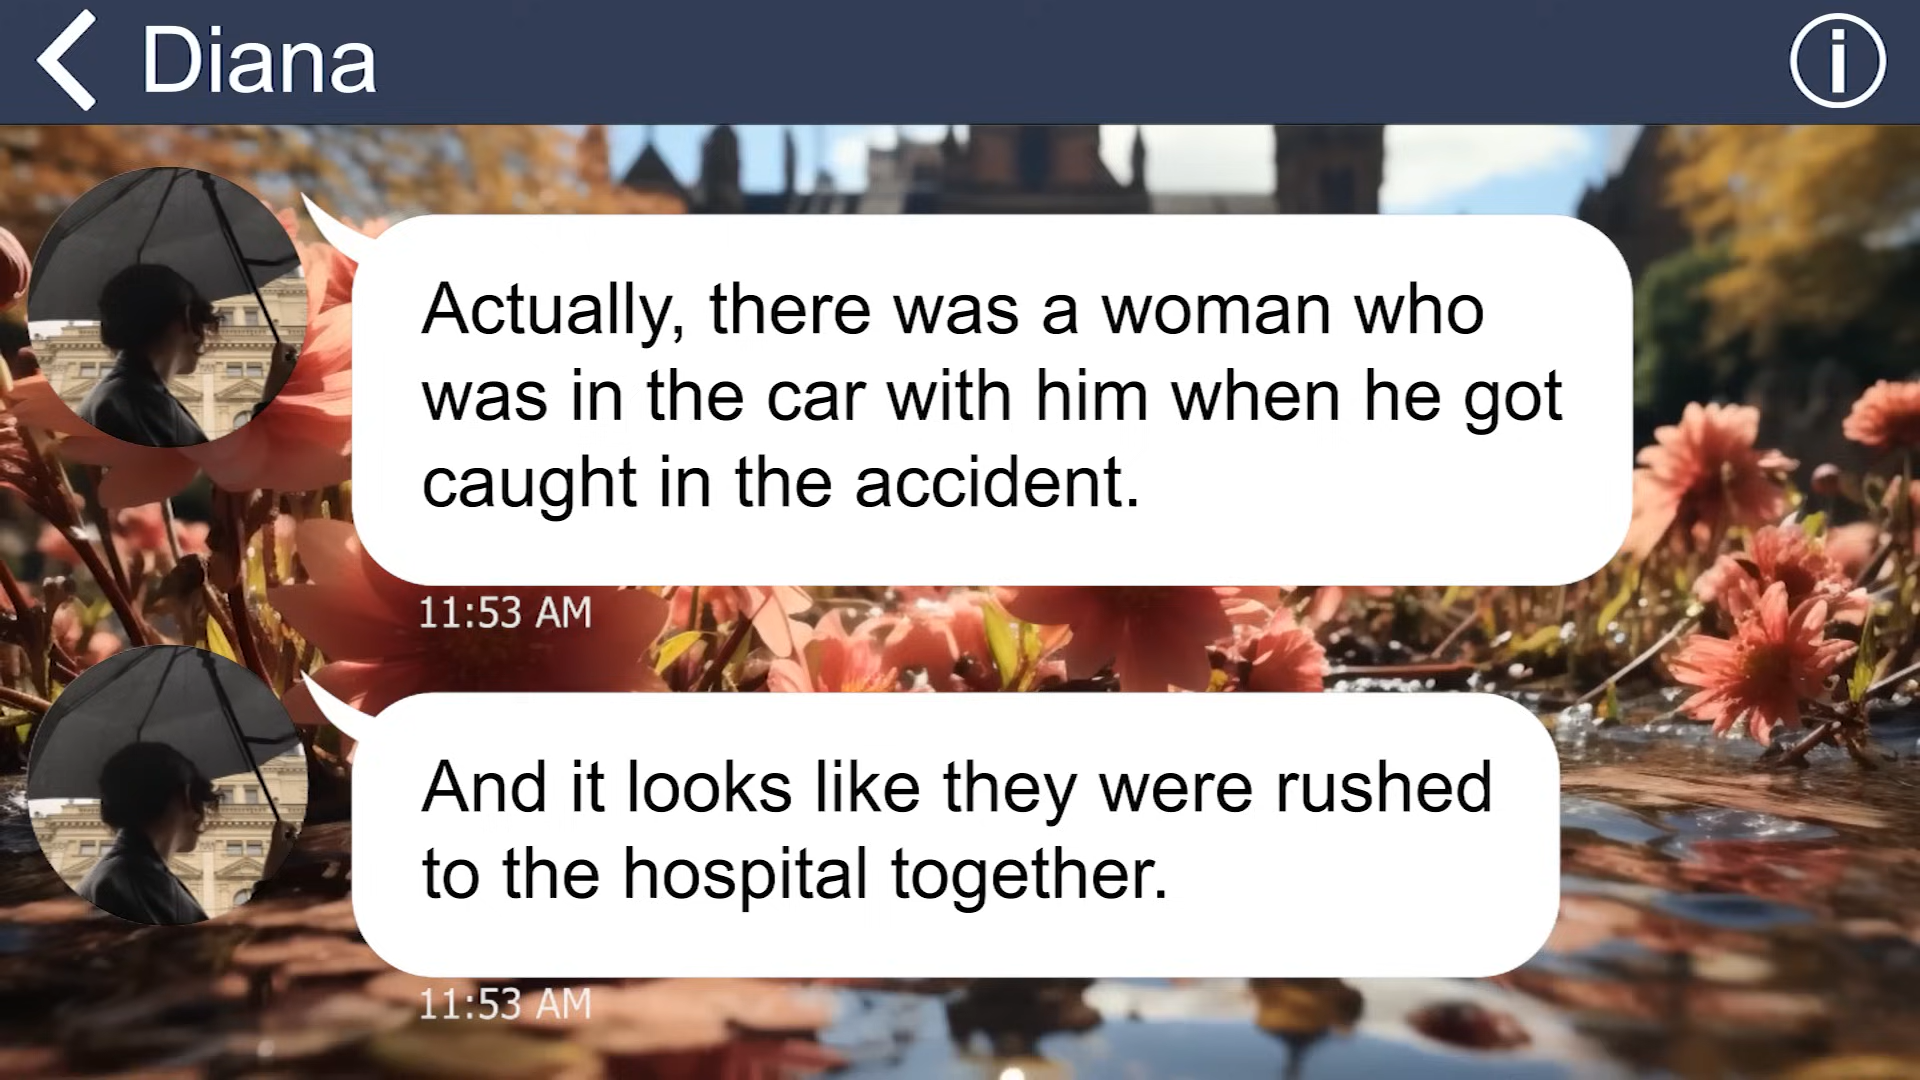 Diana
Actually, there was a woman who
was in the car with him when he got
caught in the accident.
11:53 AM
And it looks like they were rushed
to the hospital together.
11:53 AM